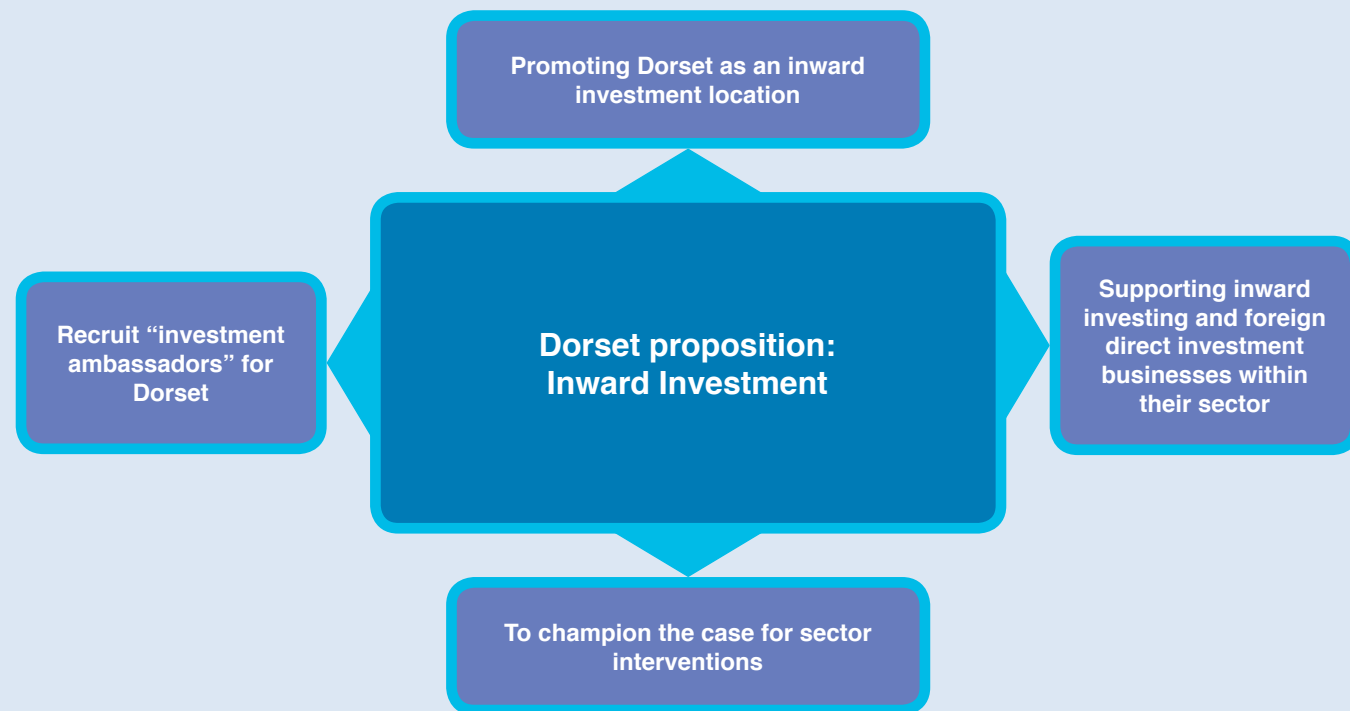 Promoting Dorset as an inward
investment location
Recruit “investment
ambassadors” for
Dorset
Dorset proposition:
Inward Investment
Supporting inward
investing and foreign
direct investment
businesses within
their sector
To champion the case for sector
interventions